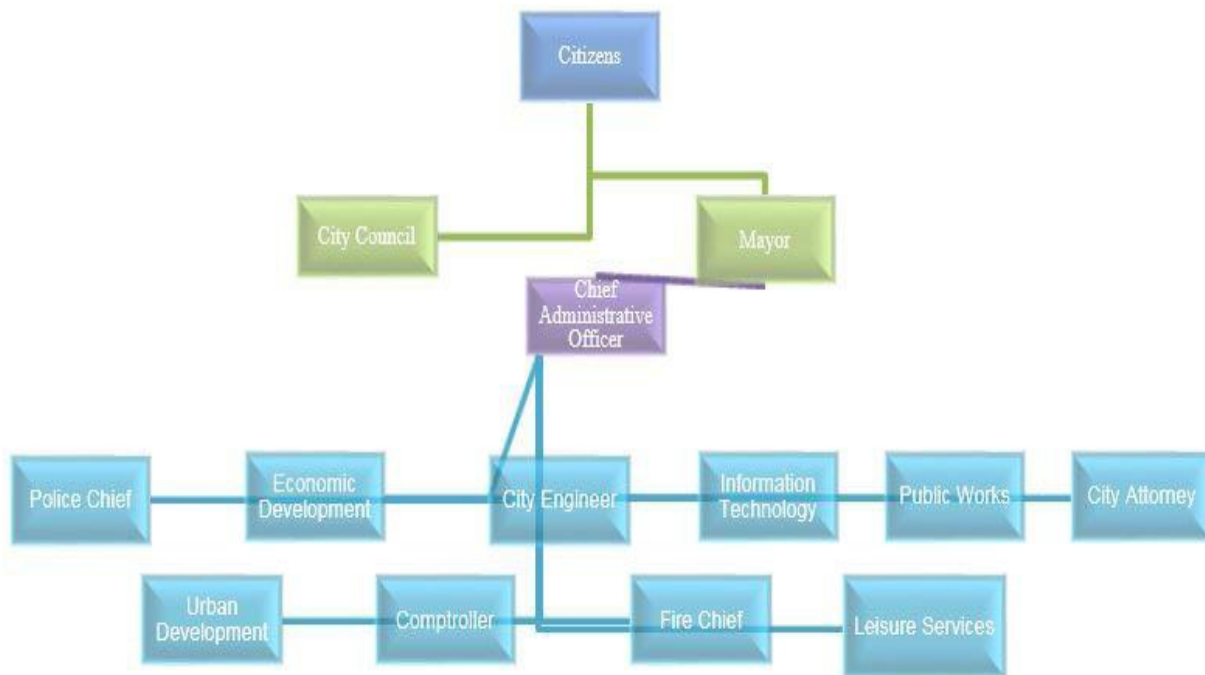 Citizens
City Council
Mayor
Chief
Administrative
Officer
Police Chief
Economic
Development
City Engineer
Information
Technology
Public Works
City Attorney
Urban
Development
Comptroller
Fire Chief
Leisure Services